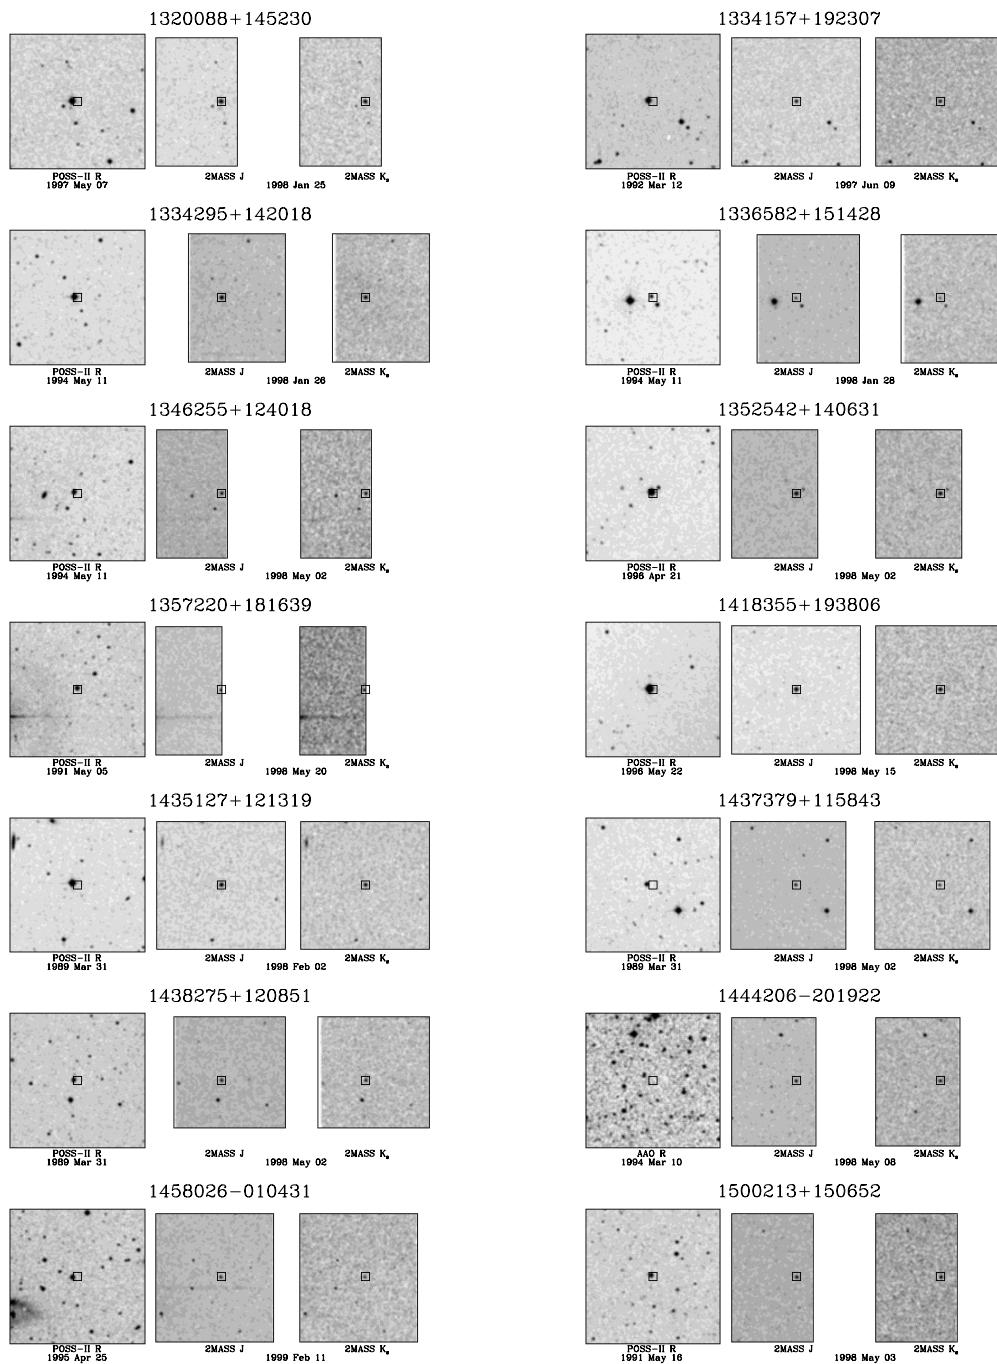 1320088+145230
1334157+192307
POSS-II R
1997 May 07
2MASS J
1998 Jan 25
2MASS Ks
POSS-II R
1992 Mar 12
2MASS J
1997 Jun 09
2MASS Ks
1334295+142018
1336582+151428
POSS-II R
1994 May 11
2MASS J
1998 Jan 26
2MASS Ks
POSS-II R
1994 May 11
2MASS J
1998 Jan 28
2MASS Ks
1346255+124018
1352542+140631
POSS-II R
1994 May 11
2MASS J
1998 May 02
2MASS Ks
POSS-II R
1996 Apr 21
2MASS J
1998 May 02
2MASS Ks
1357220+181639
1418355+193806
POSS-II R
1991 May 05
2MASS J
1998 May 20
2MASS Ks
POSS-II R
1996 May 22
2MASS J
1998 May 15
2MASS Ks
1435127+121319
1437379+115843
POSS-II R
1989 Mar 31
2MASS J
1998 Feb 02
2MASS Ks
POSS-II R
1989 Mar 31
2MASS J
1998 May 02
2MASS Ks
1438275+120851
1444206-201922
POSS-II R
1989 Mar 31
2MASS J
1998 May 02
2MASS Ks
AAO R
1994 Mar 10
2MASS J
1998 May 08
2MASS Ks
1458026-010431
1500213+150652
POSS-II R
1995 Apr 25
2MASS J
1999 Feb 11
2MASS Ks
POSS-II R
1991 May 16
2MASS J
1998 May 03
2MASS Ks